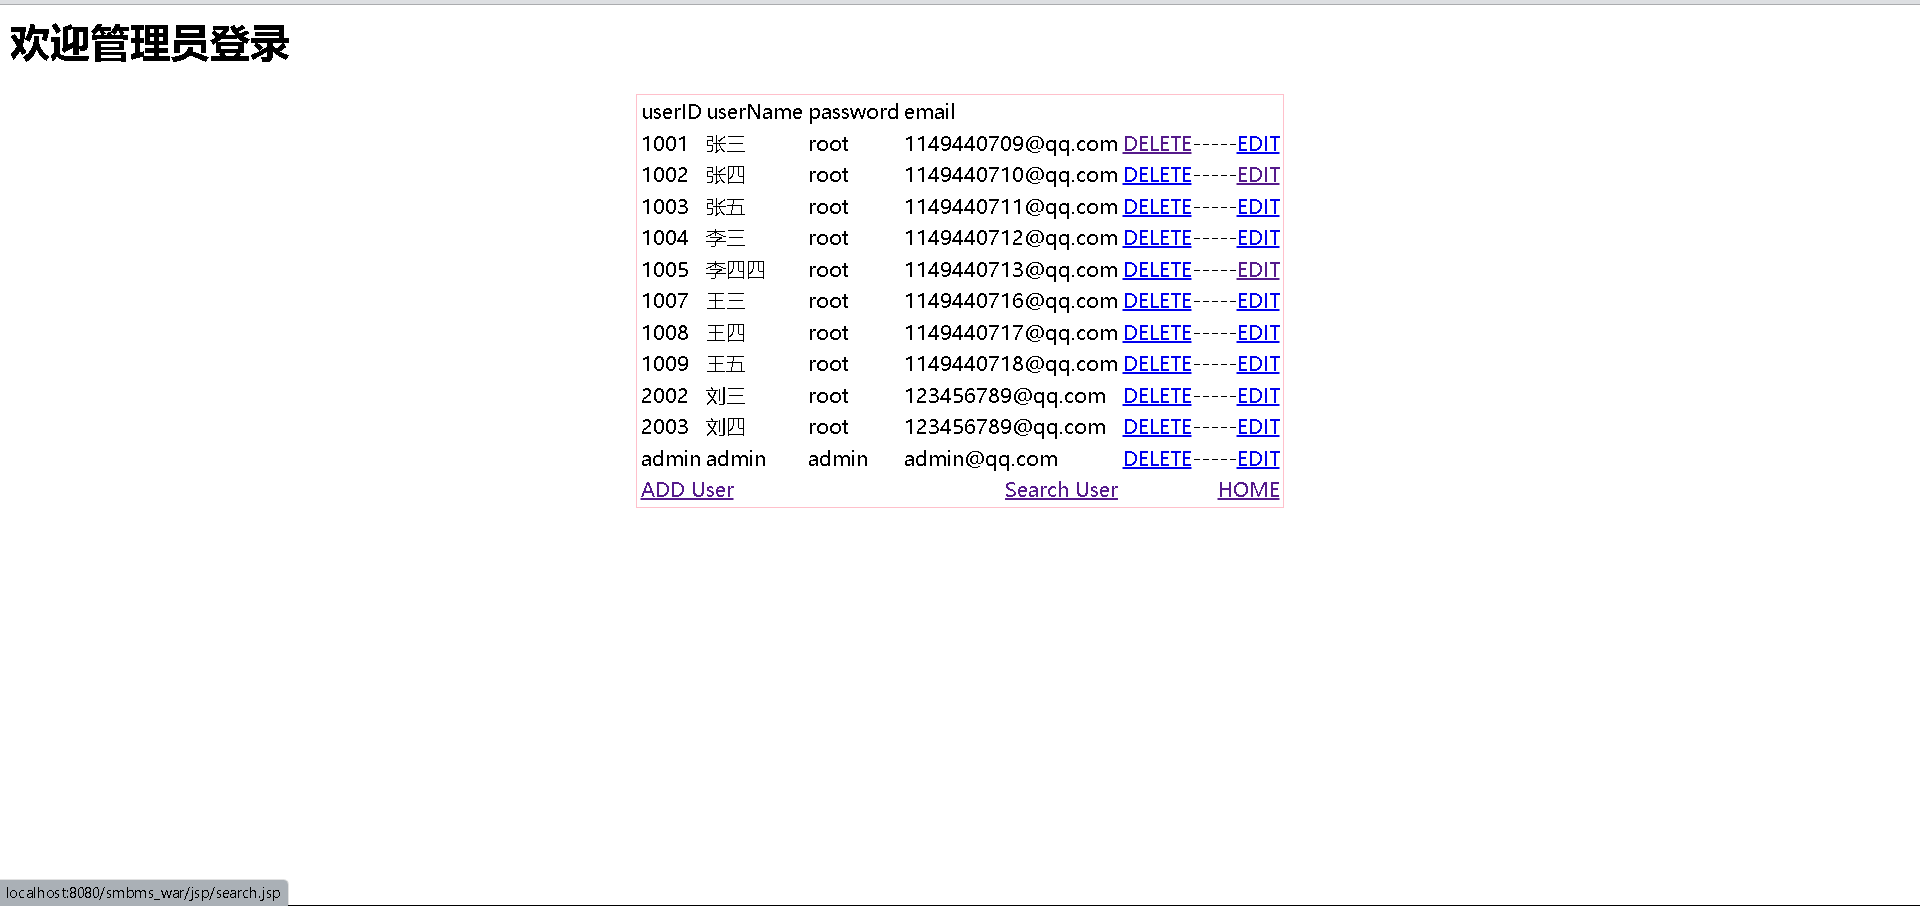 欢迎管理员登录
userID userName password email
1001 张三 root 1149440709@qq.com DELETE-----EDIT
1002 张四 root 1149440710@qq.com DELETE-----EDIT
1003 张五 root 1149440711@qq.com DELETE-----EDIT
1004 李三 root 1149440712@qq.com DELETE-----EDIT
1005 李四四 root 1149440713@qq.com DELETE-----EDIT
1007 王三 root 1149440716@qq.com DELETE-----EDIT
1008 王四 root 1149440717@qq.com DELETE-----EDIT
1009 王五 root 1149440718@qq.com DELETE-----EDIT
2002 刘三 root 123456789@qq.com DELETE-----EDIT
2003 刘四 root 123456789@qq.com DELETE-----EDIT
admin admin admin admin@qq.com DELETE-----EDIT
ADD User Search User HOME
localhost:8080/smbms_war/jsp/search.jsp